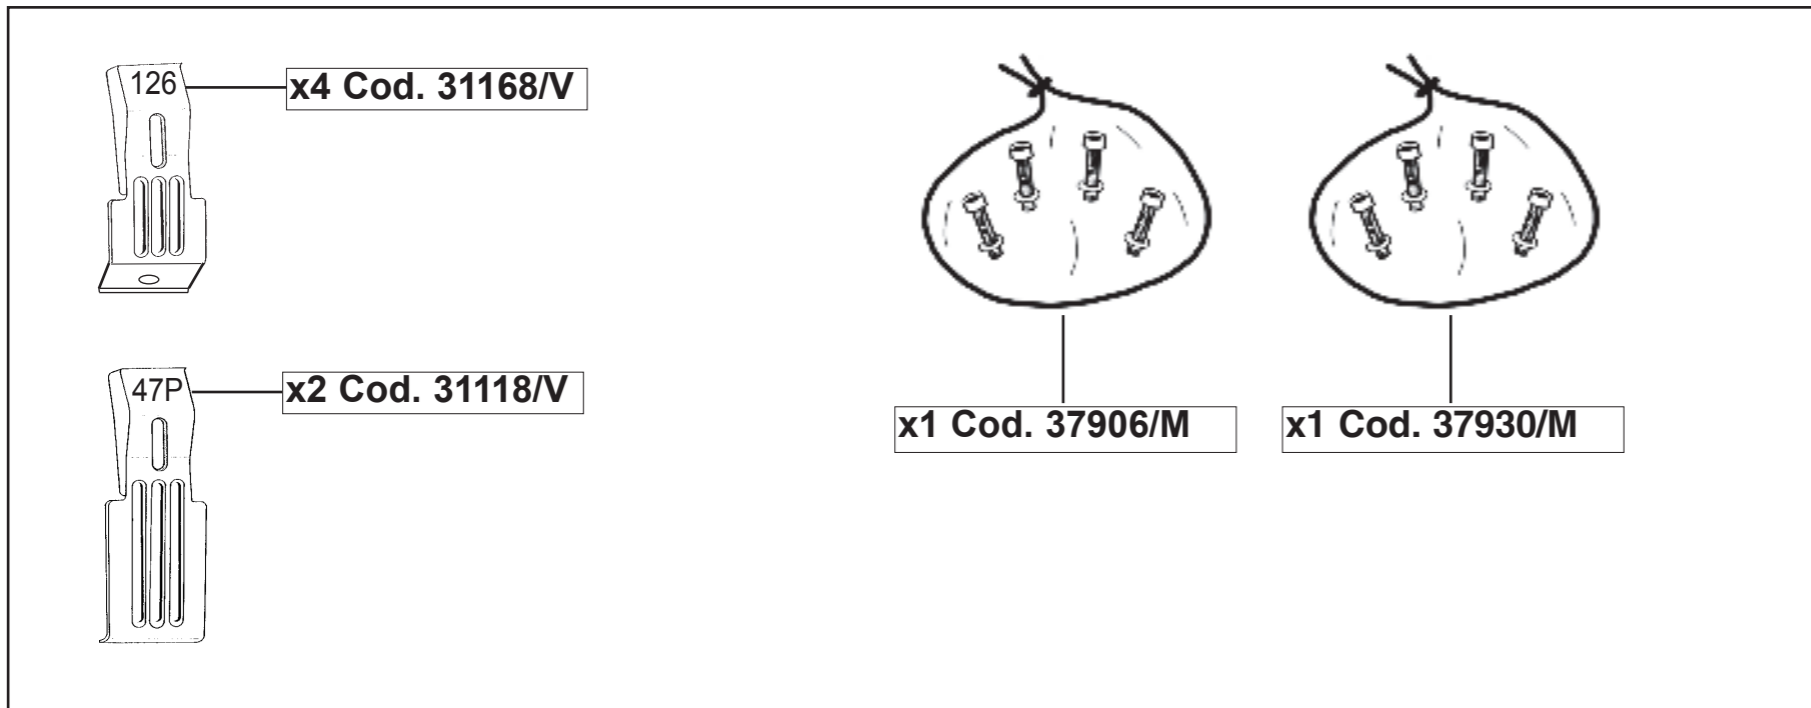 126
x4 Cod. 31168/V
47P
x2 Cod. 31118/V
x1 Cod. 37906/M
x1 Cod. 37930/M